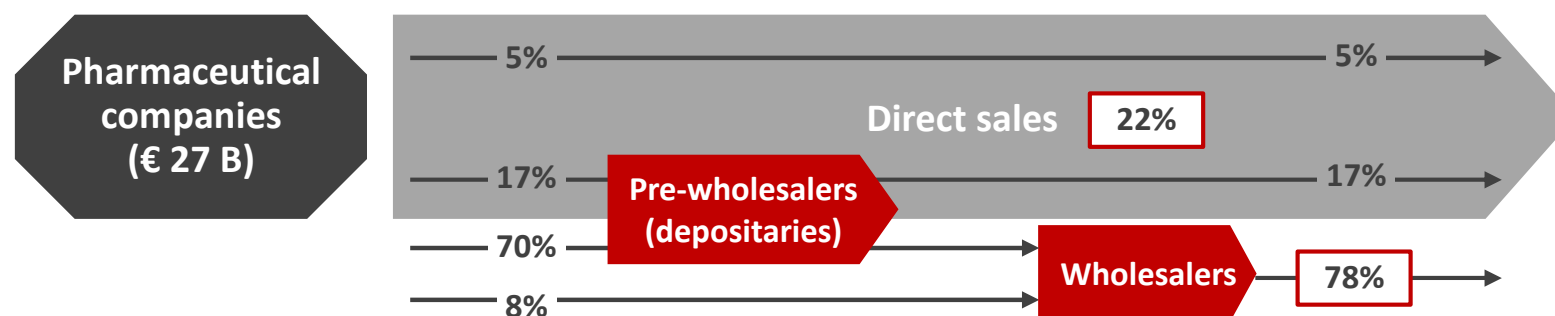 Pharmaceutical
companies
(€ 27 B)
5%
5%
Direct sales
22%
17%
17%
Pre-wholesalers
(depositaries)
70%
Wholesalers
78%
8%